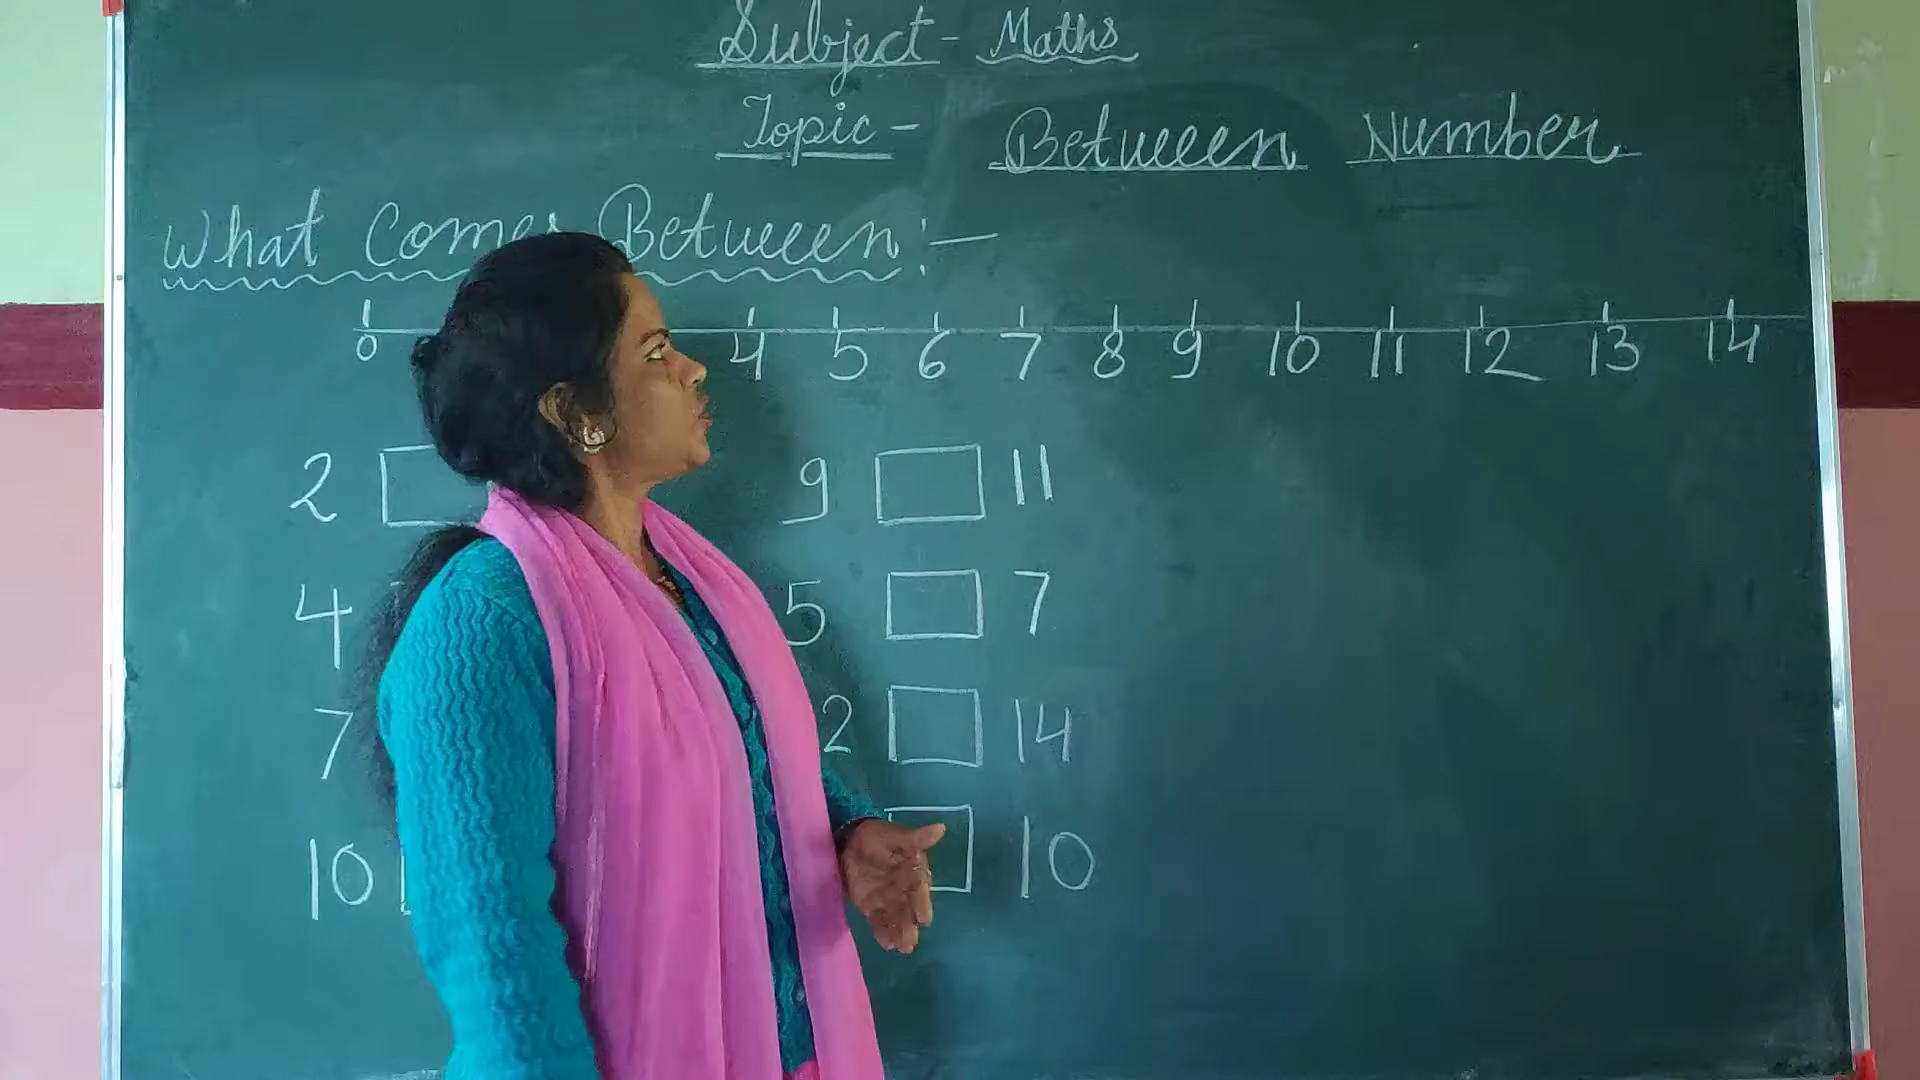 Subject - Maths
Topic - Between Number
What Comes Between :-
0 4 5 6 7 8 9 10 11 12 13 14
2 9 11
4 5 7
7 2 14
10 10